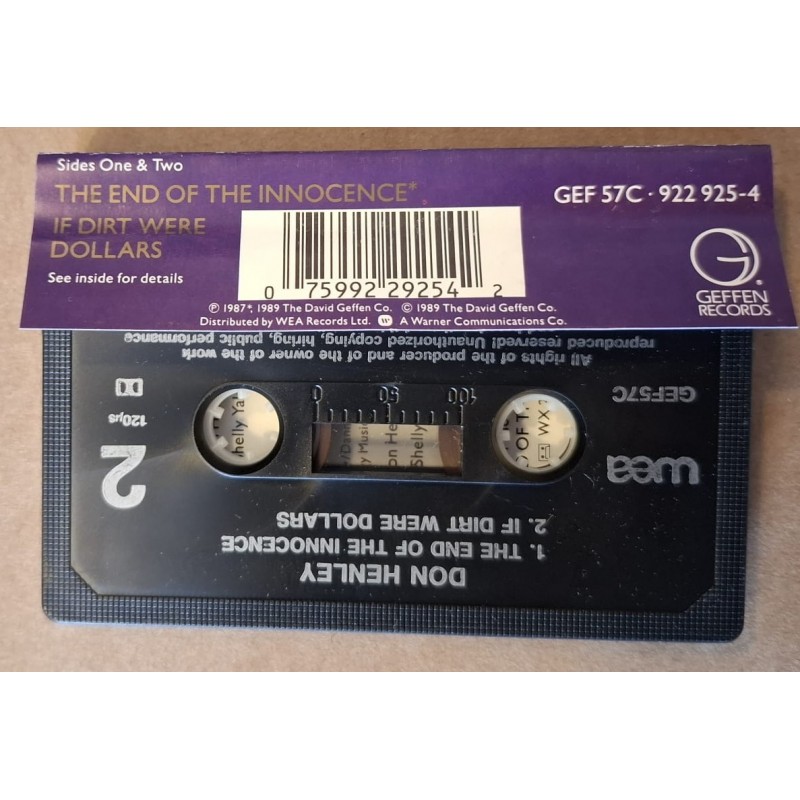 Sides One & Two
THE END OF THE INNOCENCE*
IF DIRT WERE
DOLLARS
See inside for details
GEF 57C · 922 925-4
GEFFEN
RECORDS
0 75992 29254 2
℗ 1987*, 1989 The David Geffen Co. © 1989 The David Geffen Co.
Distributed by WEA Records Ltd. A Warner Communications Co.
DON HENLEY
1. THE END OF THE INNOCENCE
2. IF DIRT WERE DOLLARS
wea
2
120µs
GEF57C
0 50 100
All rights of the producer and of the owner of the work
reproduced reserved! Unauthorized copying, hiring, public performance
Shelly
WX
OF